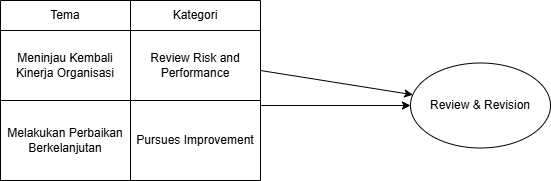 Tema
Kategori
Meninjau Kembali
Kinerja Organisasi
Review Risk and
Performance
Melakukan Perbaikan
Berkelanjutan
Pursues Improvement
Review & Revision